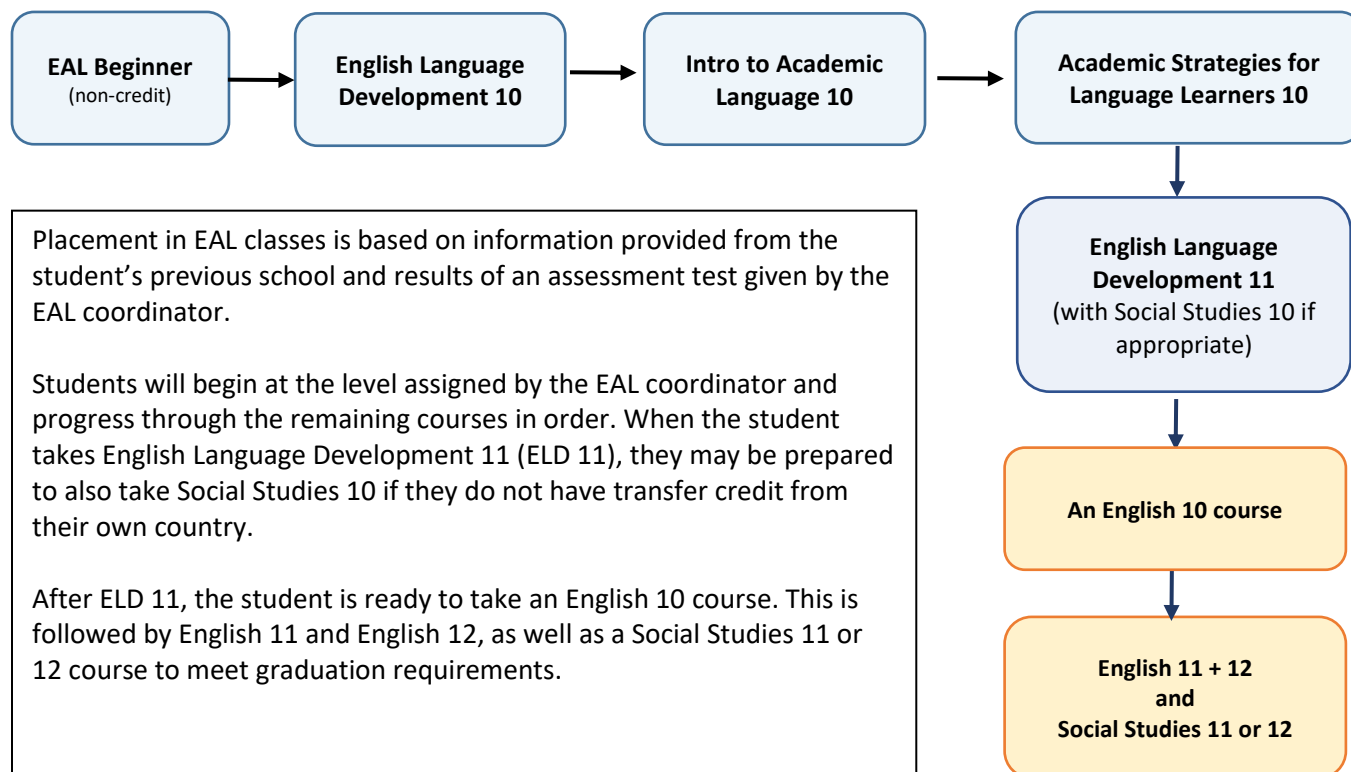 EAL Beginner
(non-credit)
English Language
Development 10
Intro to Academic
Language 10
Academic Strategies for
Language Learners 10
Placement in EAL classes is based on information provided from the
student’s previous school and results of an assessment test given by the
EAL coordinator.
Students will begin at the level assigned by the EAL coordinator and
progress through the remaining courses in order. When the student
takes English Language Development 11 (ELD 11), they may be prepared
to also take Social Studies 10 if they do not have transfer credit from
their own country.
After ELD 11, the student is ready to take an English 10 course. This is
followed by English 11 and English 12, as well as a Social Studies 11 or
12 course to meet graduation requirements.
English Language
Development 11
(with Social Studies 10 if
appropriate)
An English 10 course
English 11 + 12
and
Social Studies 11 or 12